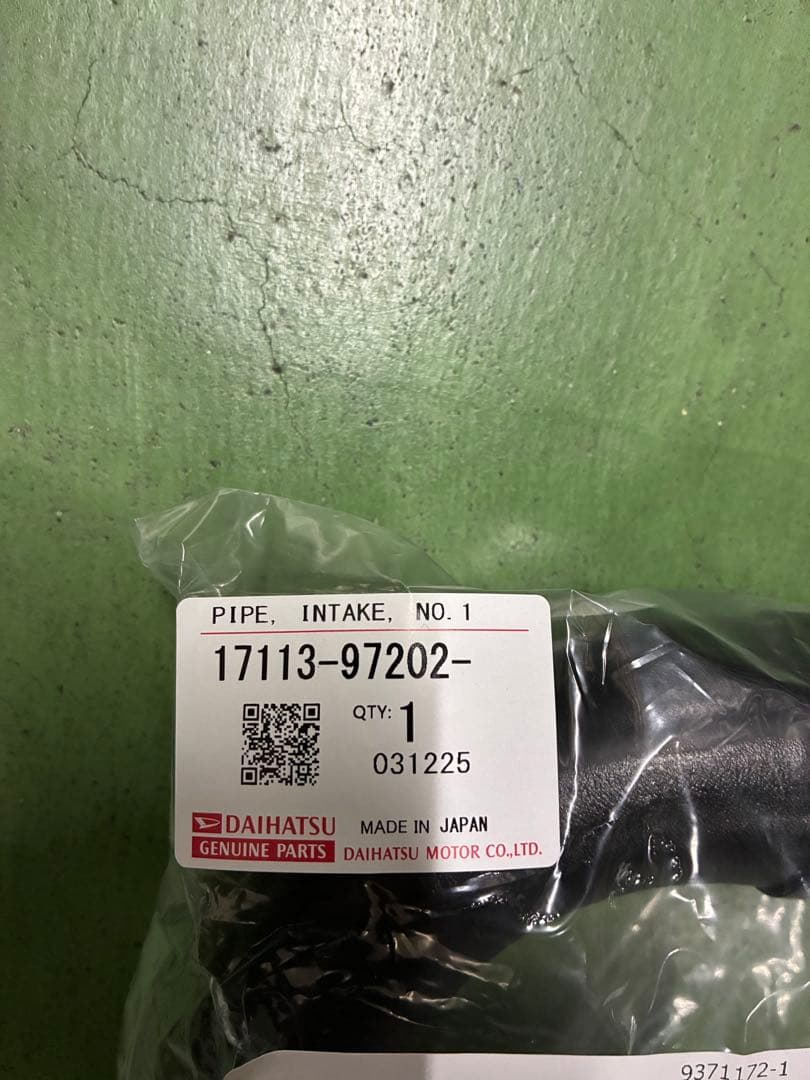 PIPE, INTAKE, NO.1
17113-97202-
QTY: 1
031225
DAIHATSU MADE IN JAPAN
GENUINE PARTS DAIHATSU MOTOR CO.,LTD.
9371172-1